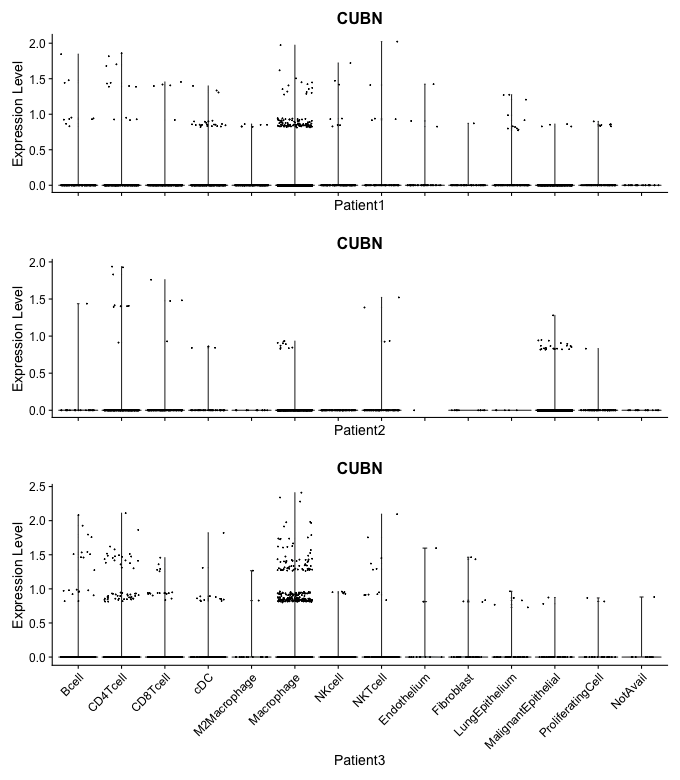 CUBN
2.0
1.5
1.0
0.5
0.0
Expression Level
Patient1
CUBN
2.0
1.5
1.0
0.5
0.0
Expression Level
Patient2
CUBN
2.5
2.0
1.5
1.0
0.5
0.0
Expression Level
Bcell
CD4Tcell
CD8Tcell
cDC
M2Macrophage
Macrophage
NKcell
NKTcell
Endothelium
Fibroblast
LungEpithelium
MalignantEpithelial
ProliferatingCell
NotAvail
Patient3